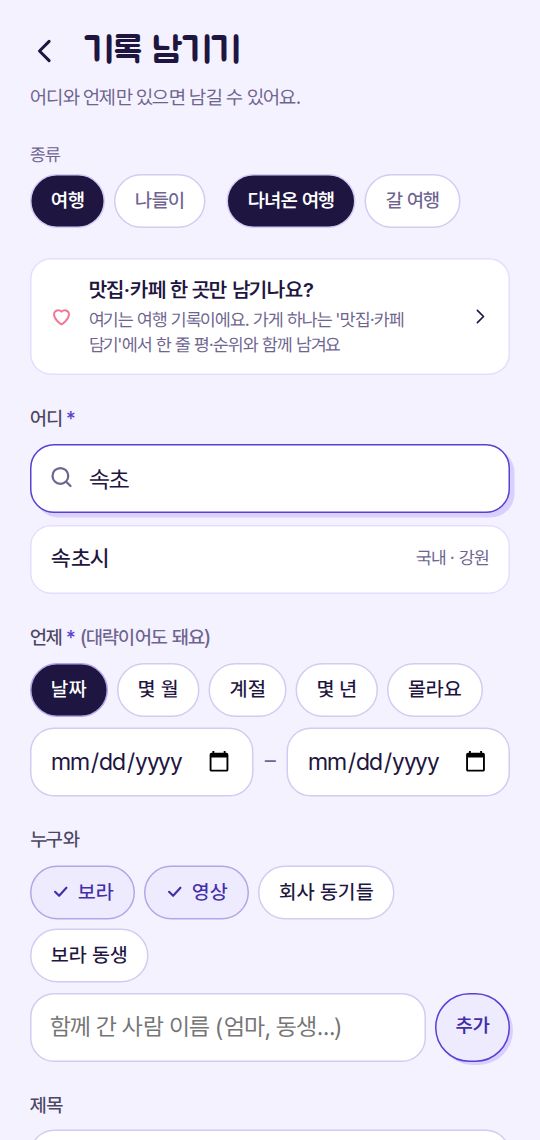 기록 남기기
어디와 언제만 있으면 남길 수 있어요.
종류
여행 나들이 다녀온 여행 갈 여행
맛집·카페 한 곳만 남기나요?
여기는 여행 기록이에요. 가게 하나는 '맛집·카페
담기'에서 한 줄 평·순위와 함께 남겨요
어디 *
속초
속초시 국내 · 강원
언제 * (대략이어도 돼요)
날짜 몇 월 계절 몇 년 몰라요
mm/dd/yyyy – mm/dd/yyyy
누구와
보라 영상 회사 동기들
보라 동생
함께 간 사람 이름 (엄마, 동생…) 추가
제목